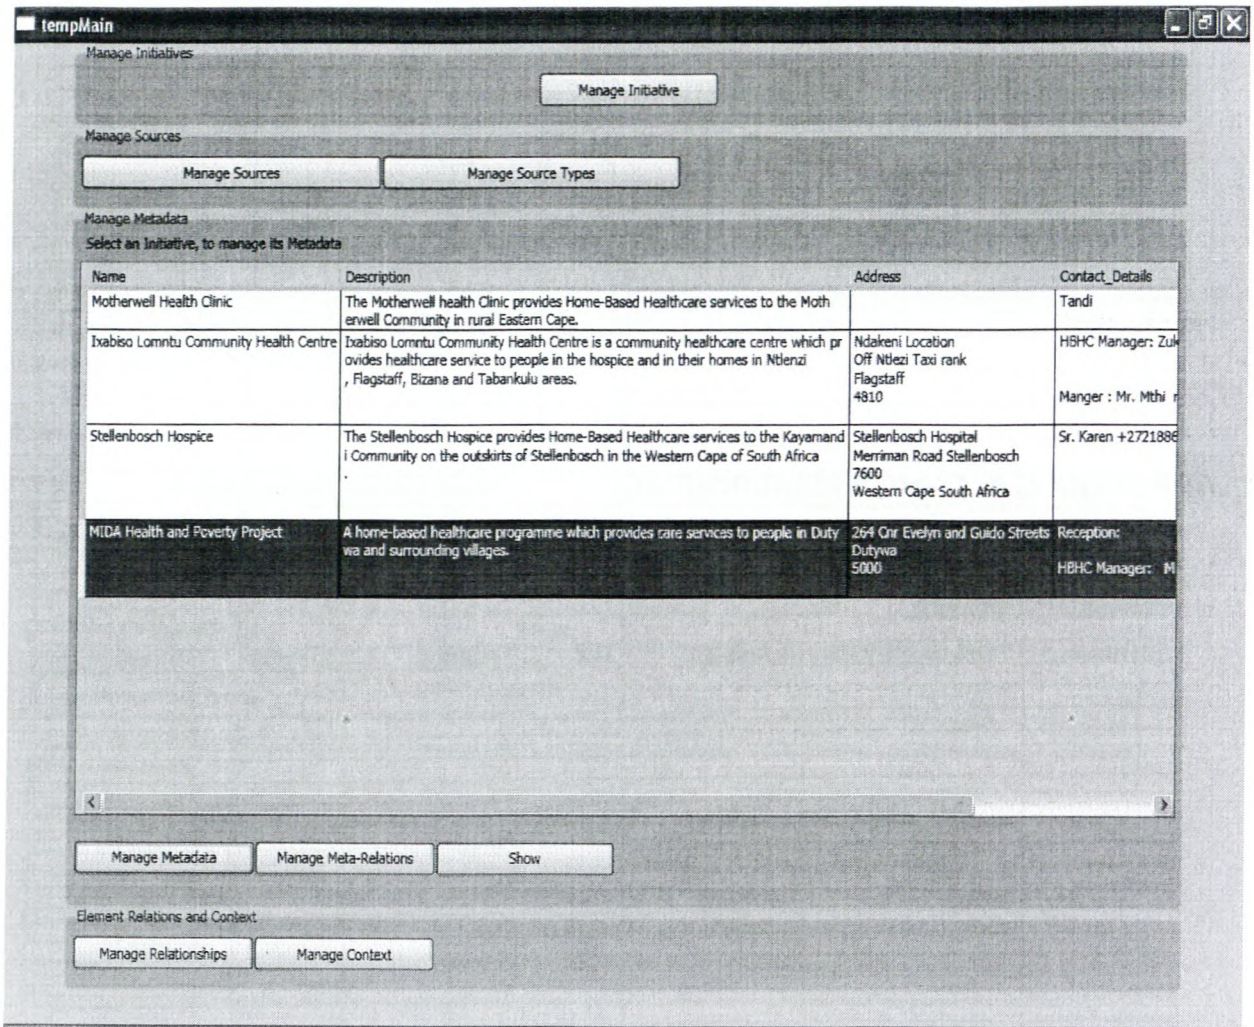 tempMain
Manage Initiatives
Manage Initiative
Manage Sources
Manage Sources Manage Source Types
Manage Metadata
Select an Initiative, to manage its Metadata
Name Description Address Contact_Details
Motherwell Health Clinic The Motherwell health Clinic provides Home-Based Healthcare services to the Moth Tandi
erwell Community in rural Eastern Cape.
Ixabiso Lomntu Community Health Centre Ixabiso Lomntu Community Health Centre is a community healthcare centre which pr Ndakeni Location HBHC Manager: Zuk
ovides healthcare service to people in the hospice and in their homes in Ntlenzi Off Ntlezi Taxi rank
, Flagstaff, Bizana and Tabankulu areas. Flagstaff
4810 Manger : Mr. Mthi
Stellenbosch Hospice The Stellenbosch Hospice provides Home-Based Healthcare services to the Kayamand Stellenbosch Hospital Sr. Karen +2721886
i Community on the outskirts of Stellenbosch in the Western Cape of South Africa Merriman Road Stellenbosch
. 7600
Western Cape South Africa
MIDA Health and Poverty Project A home-based healthcare programme which provides care services to people in Duty 264 Cnr Evelyn and Guido Streets Reception:
wa and surrounding villages. Dutywa
5000 HBHC Manager: M
Manage Metadata Manage Meta-Relations Show
Element Relations and Context
Manage Relationships Manage Context